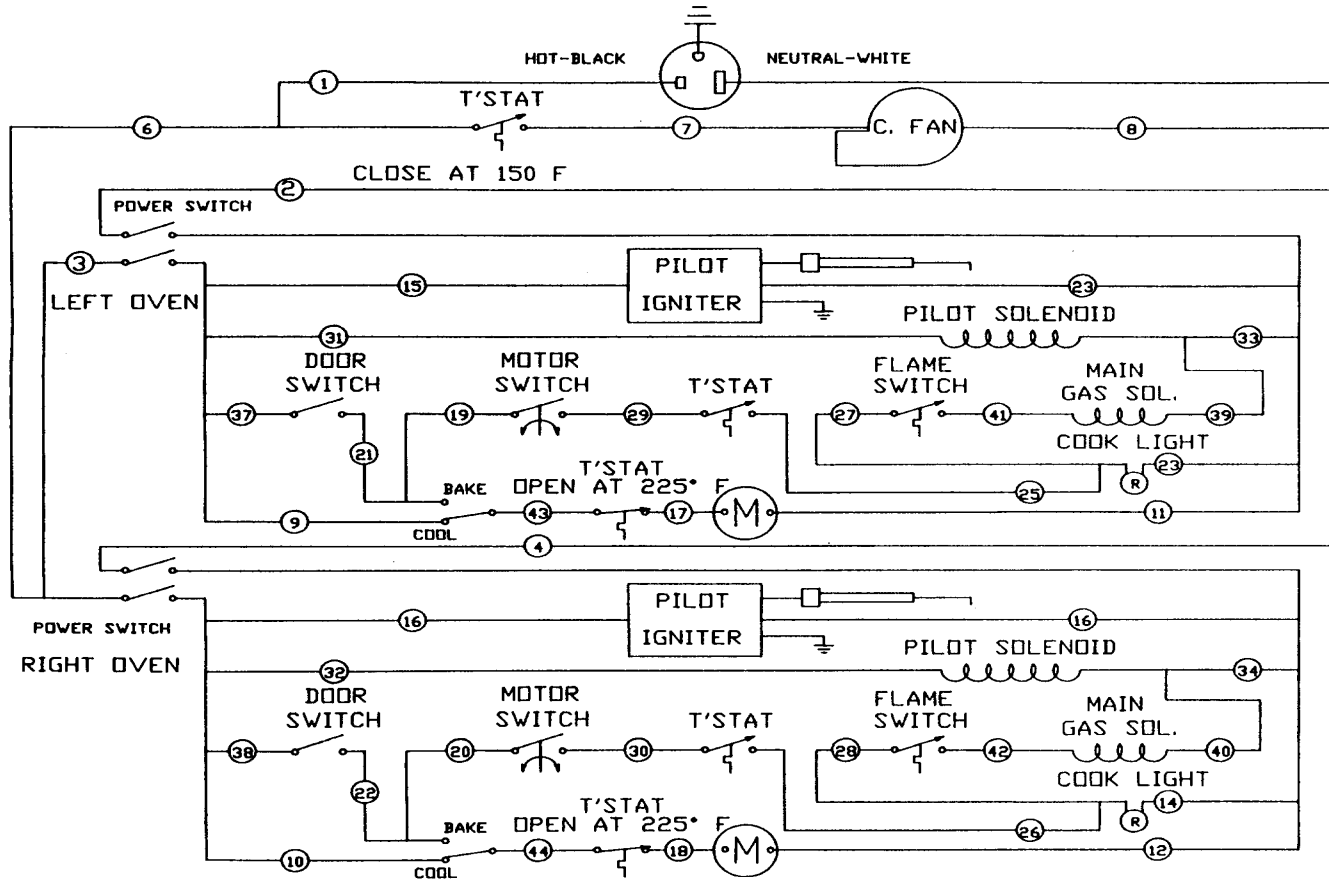 HOT-BLACK
NEUTRAL-WHITE
1
T'STAT
6
7
C. FAN
8
CLOSE AT 150 F
2
POWER SWITCH
3
LEFT OVEN
15
PILOT
IGNITER
23
PILOT SOLENOID
31
33
DOOR
SWITCH
MOTOR
SWITCH
T'STAT
FLAME
SWITCH
MAIN
GAS SOL.
37
19
29
27
41
39
21
COOK LIGHT
23
R
25
T'STAT
OPEN AT 225° F
BAKE
9
COOL
43
17
M
11
4
POWER SWITCH
RIGHT OVEN
16
PILOT
IGNITER
16
PILOT SOLENOID
32
34
DOOR
SWITCH
MOTOR
SWITCH
T'STAT
FLAME
SWITCH
MAIN
GAS SOL.
38
20
30
28
42
40
22
COOK LIGHT
14
R
26
T'STAT
OPEN AT 225° F
BAKE
10
COOL
44
18
M
12